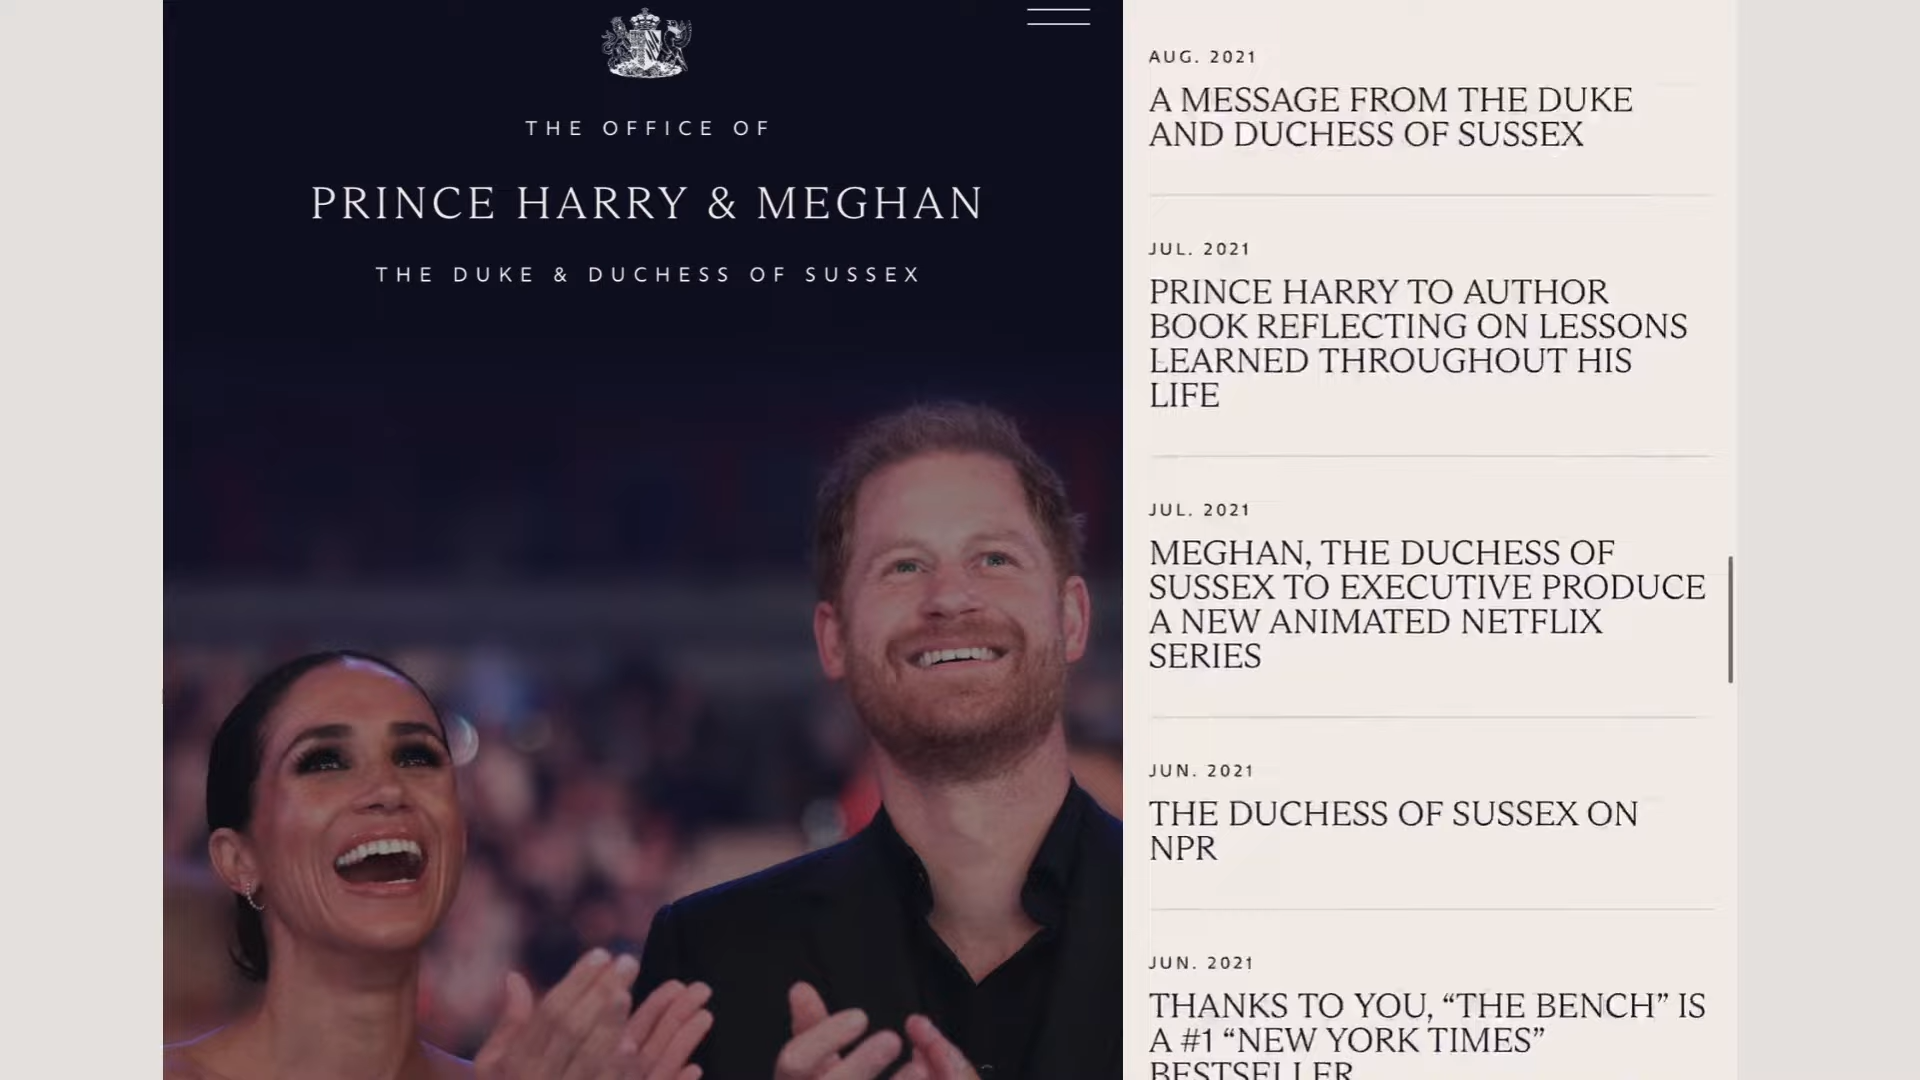 THE OFFICE OF
PRINCE HARRY & MEGHAN
THE DUKE & DUCHESS OF SUSSEX
AUG. 2021
A MESSAGE FROM THE DUKE
AND DUCHESS OF SUSSEX
JUL. 2021
PRINCE HARRY TO AUTHOR
BOOK REFLECTING ON LESSONS
LEARNED THROUGHOUT HIS
LIFE
JUL. 2021
MEGHAN, THE DUCHESS OF
SUSSEX TO EXECUTIVE PRODUCE
A NEW ANIMATED NETFLIX
SERIES
JUN. 2021
THE DUCHESS OF SUSSEX ON
NPR
JUN. 2021
THANKS TO YOU, “THE BENCH” IS
A #1 “NEW YORK TIMES”
BESTSELLER